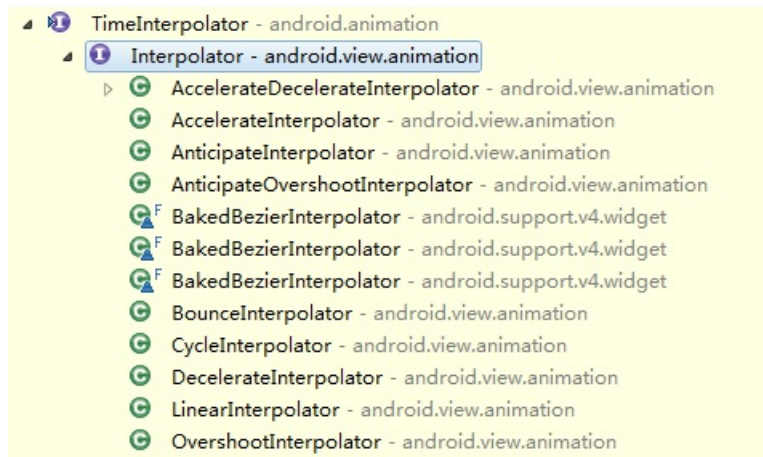 TimeInterpolator - android.animation
Interpolator - android.view.animation
AccelerateDecelerateInterpolator - android.view.animation
AccelerateInterpolator - android.view.animation
AnticipateInterpolator - android.view.animation
AnticipateOvershootInterpolator - android.view.animation
F BakedBezierInterpolator - android.support.v4.widget
F BakedBezierInterpolator - android.support.v4.widget
F BakedBezierInterpolator - android.support.v4.widget
BounceInterpolator - android.view.animation
CycleInterpolator - android.view.animation
DecelerateInterpolator - android.view.animation
LinearInterpolator - android.view.animation
OvershootInterpolator - android.view.animation